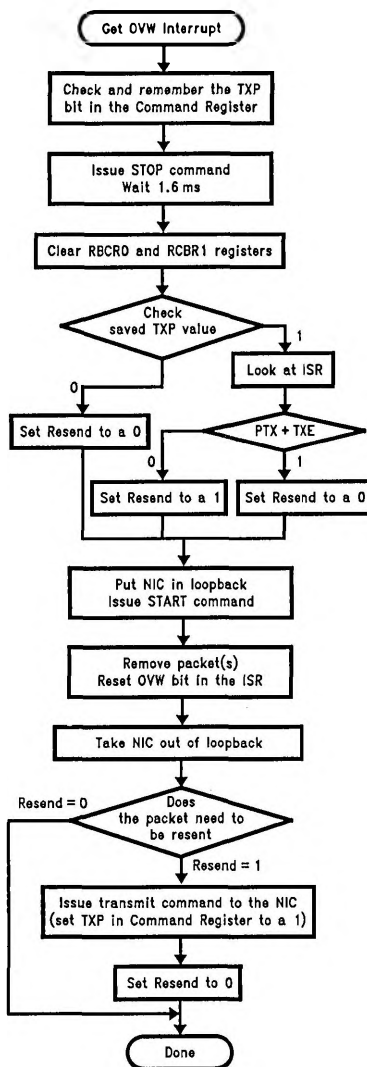 Get OVW Interrupt
Check and remember the TXP
bit in the Command Register
Issue STOP command
Wait 1.6 ms
Clear RBCR0 and RCBR1 registers
Check
saved TXP value
1
0
Look at ISR
Set Resend to a 0
PTX + TXE
0
1
Set Resend to a 1
Set Resend to a 0
Put NIC in loopback
Issue START command
Remove packet(s)
Reset OVW bit in the ISR
Take NIC out of loopback
Resend = 0
Does
the packet need to
be resent
Resend = 1
Issue transmit command to the NIC
(set TXP in Command Register to a 1)
Set Resend to 0
Done